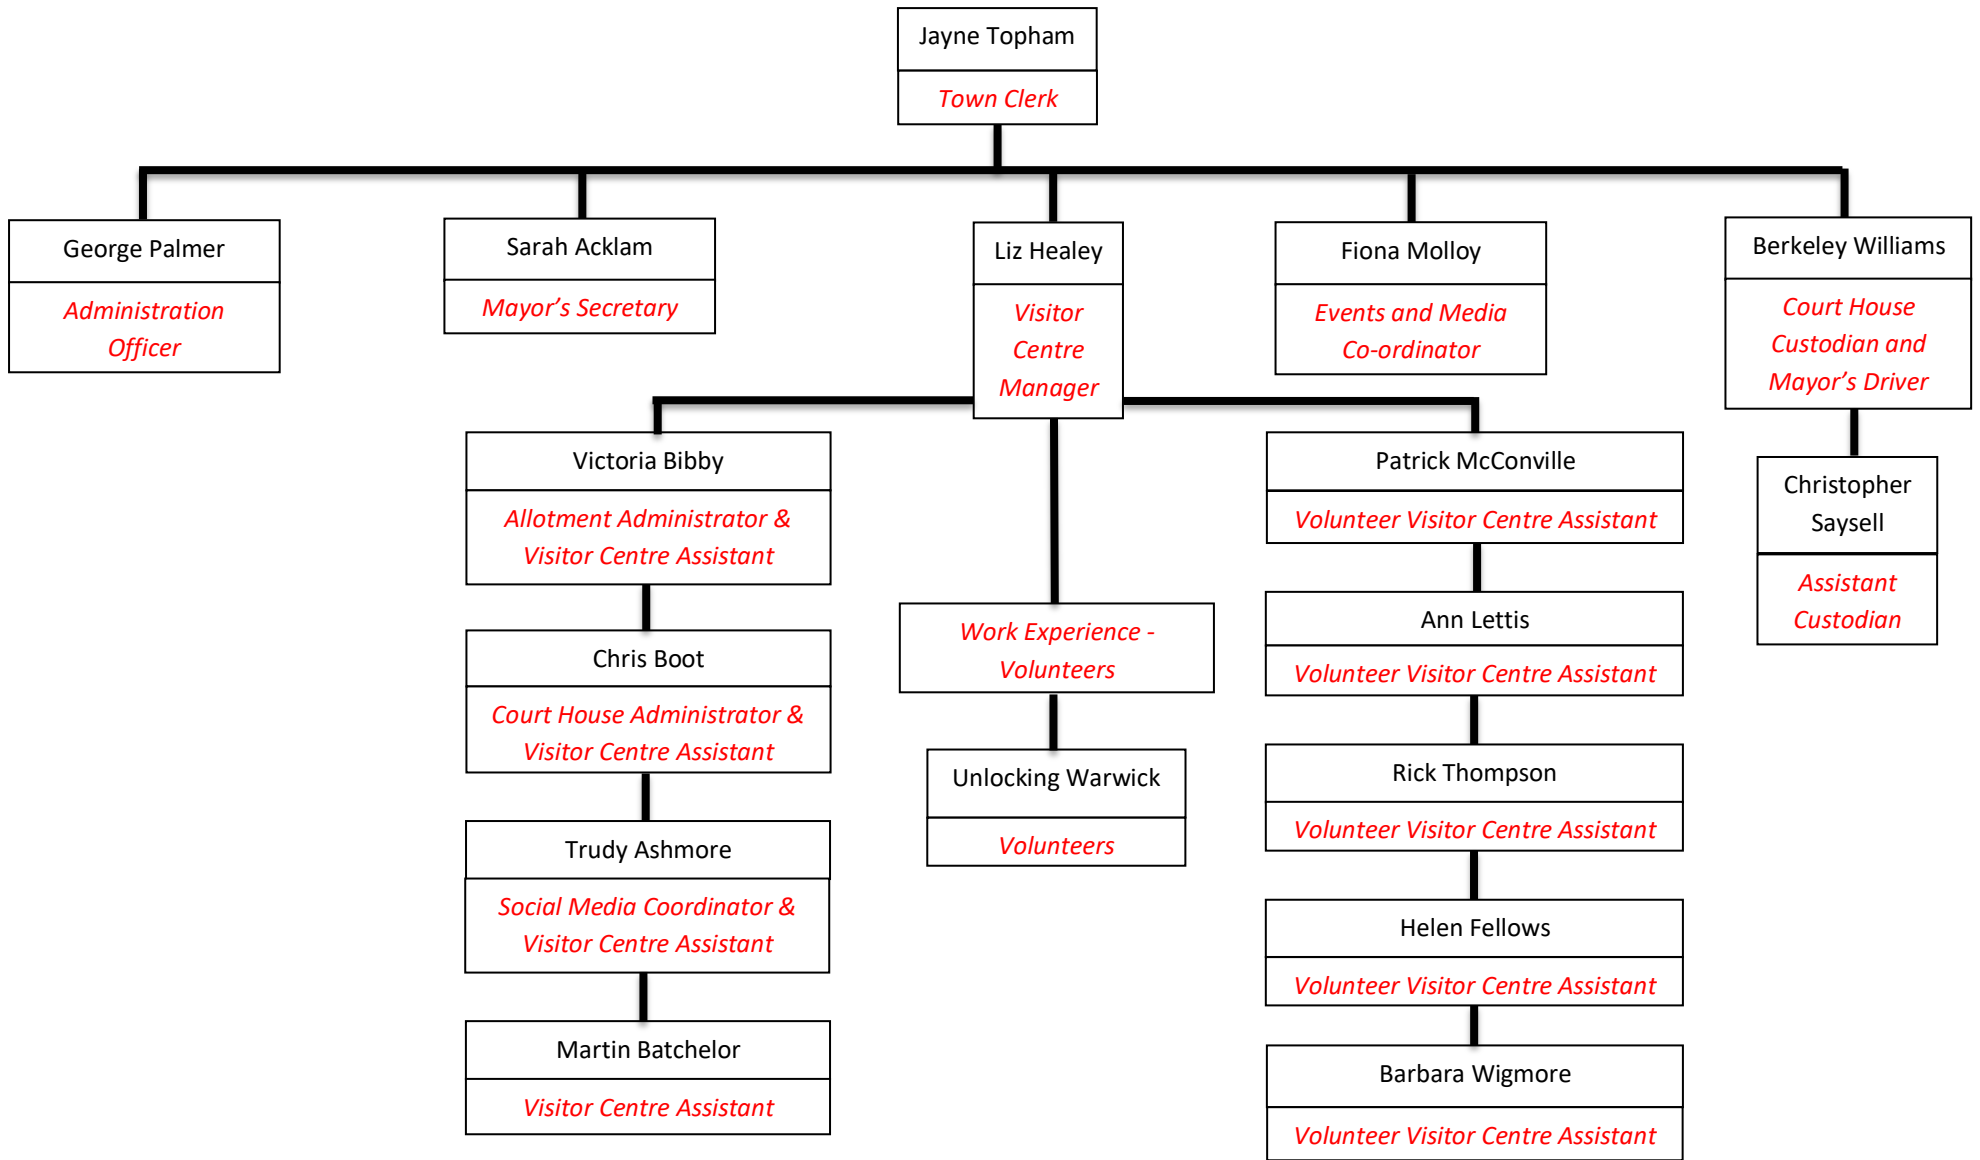 Jayne Topham
Town Clerk
George Palmer
Administration
Officer
Sarah Acklam
Mayor’s Secretary
Liz Healey
Visitor
Centre
Manager
Fiona Molloy
Events and Media
Co-ordinator
Berkeley Williams
Court House
Custodian and
Mayor’s Driver
Victoria Bibby
Allotment Administrator &
Visitor Centre Assistant
Chris Boot
Court House Administrator &
Visitor Centre Assistant
Trudy Ashmore
Social Media Coordinator &
Visitor Centre Assistant
Martin Batchelor
Visitor Centre Assistant
Work Experience -
Volunteers
Unlocking Warwick
Volunteers
Patrick McConville
Volunteer Visitor Centre Assistant
Ann Lettis
Volunteer Visitor Centre Assistant
Rick Thompson
Volunteer Visitor Centre Assistant
Helen Fellows
Volunteer Visitor Centre Assistant
Barbara Wigmore
Volunteer Visitor Centre Assistant
Christopher
Saysell
Assistant
Custodian